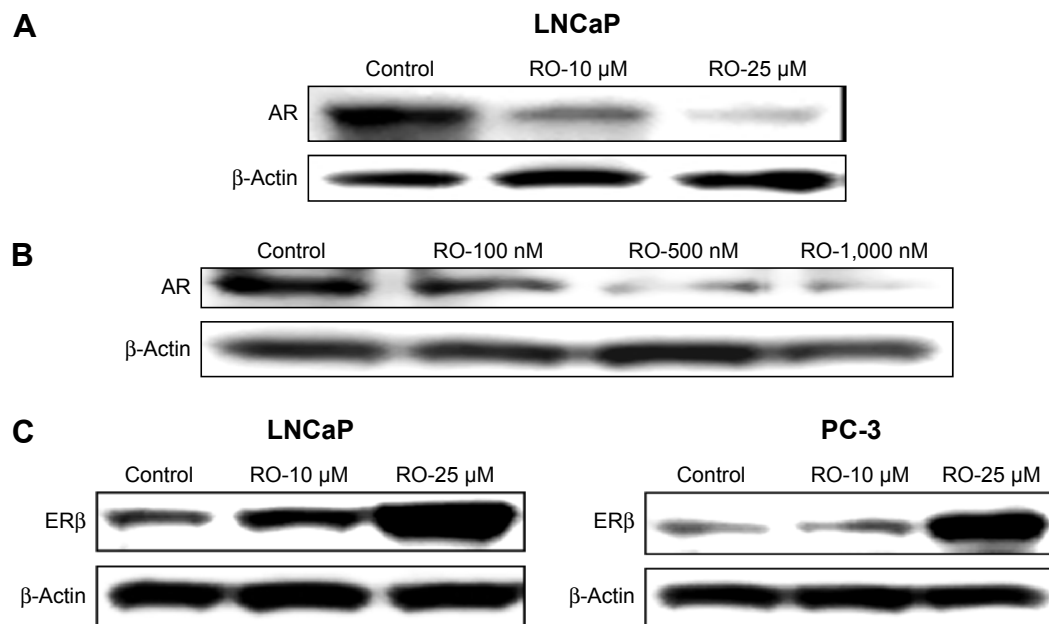 A
LNCaP
Control RO-10 µM RO-25 µM
AR
β-Actin
B
Control RO-100 nM RO-500 nM RO-1,000 nM
AR
β-Actin
C
LNCaP PC-3
Control RO-10 µM RO-25 µM Control RO-10 µM RO-25 µM
ERβ ERβ
β-Actin β-Actin